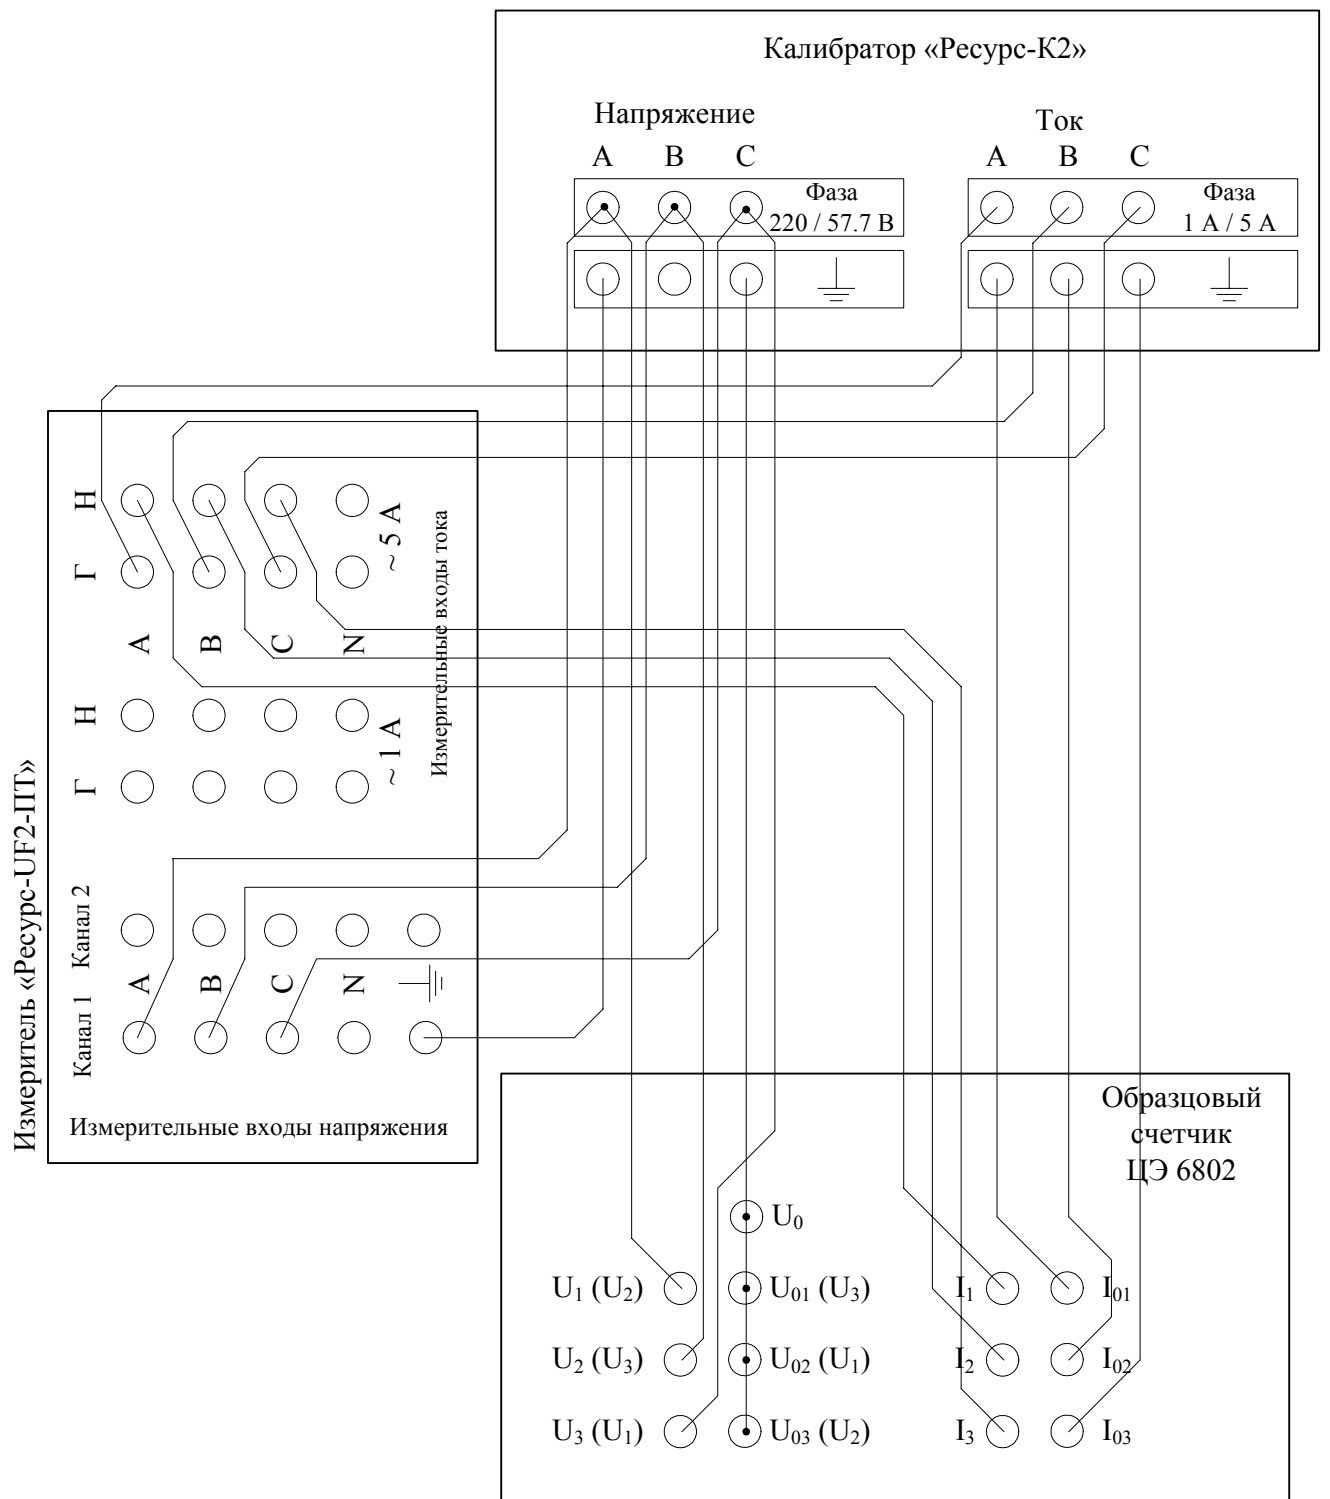 Калибратор «Ресурс-К2»
Напряжение
Ток
A B C
A B C
Фаза
220 / 57.7 В
Фаза
1 А / 5 А
Измеритель «Ресурс-UF2-ПТ»
Н
Г
~ 5 А
A B C N
Измерительные входы тока
Н
Г
~ 1 А
Канал 2
A B C N
Канал 1
Измерительные входы напряжения
Образцовый
счетчик
ЦЭ 6802
U0
U1 (U2)
U01 (U3)
I1
I01
U2 (U3)
U02 (U1)
I2
I02
U3 (U1)
U03 (U2)
I3
I03